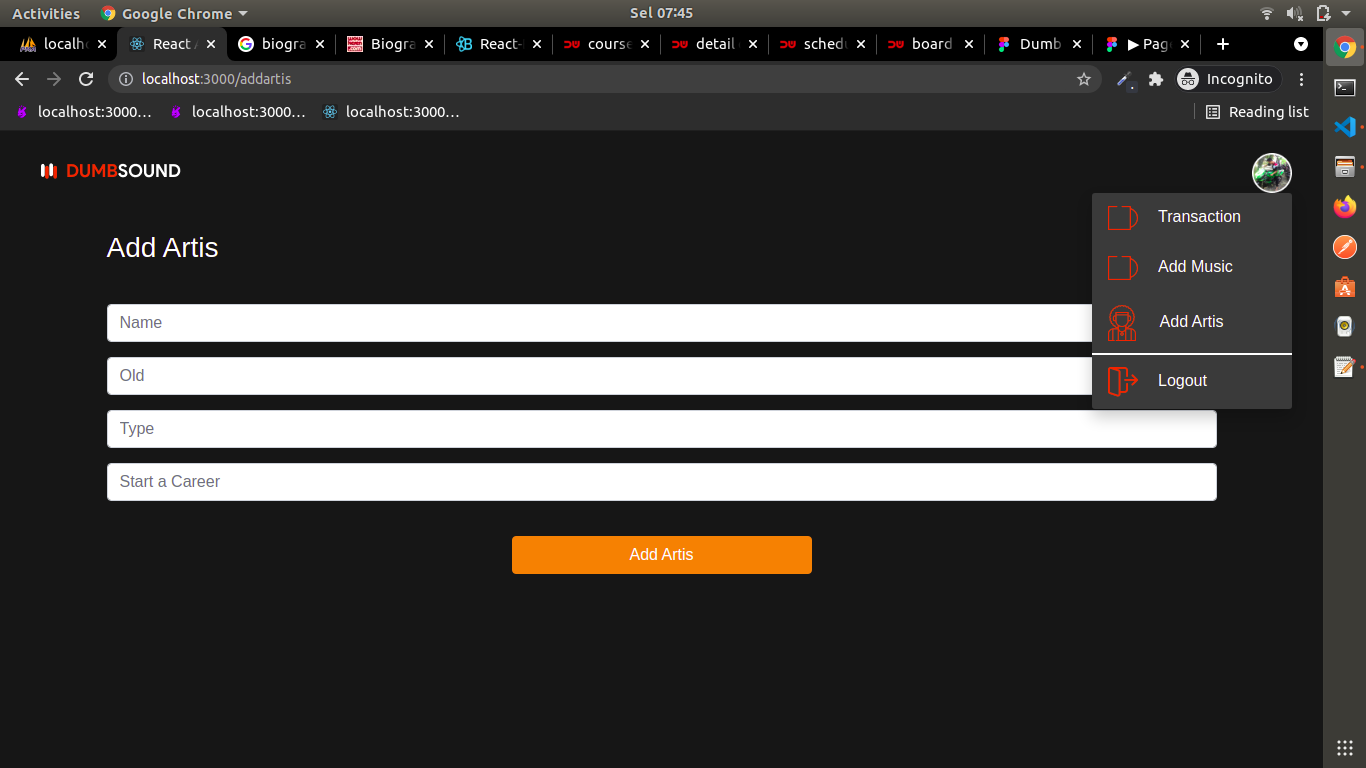 Activities Google Chrome Sel 07:45
localh React A biogra Biogra React- course detail schedu board Dumb ▶ Pag
localhost:3000/addartis Incognito
localhost:3000… localhost:3000… localhost:3000… Reading list
DUMBSOUND
Transaction
Add Artis
Add Music
Name
Add Artis
Old
Logout
Type
Start a Career
Add Artis